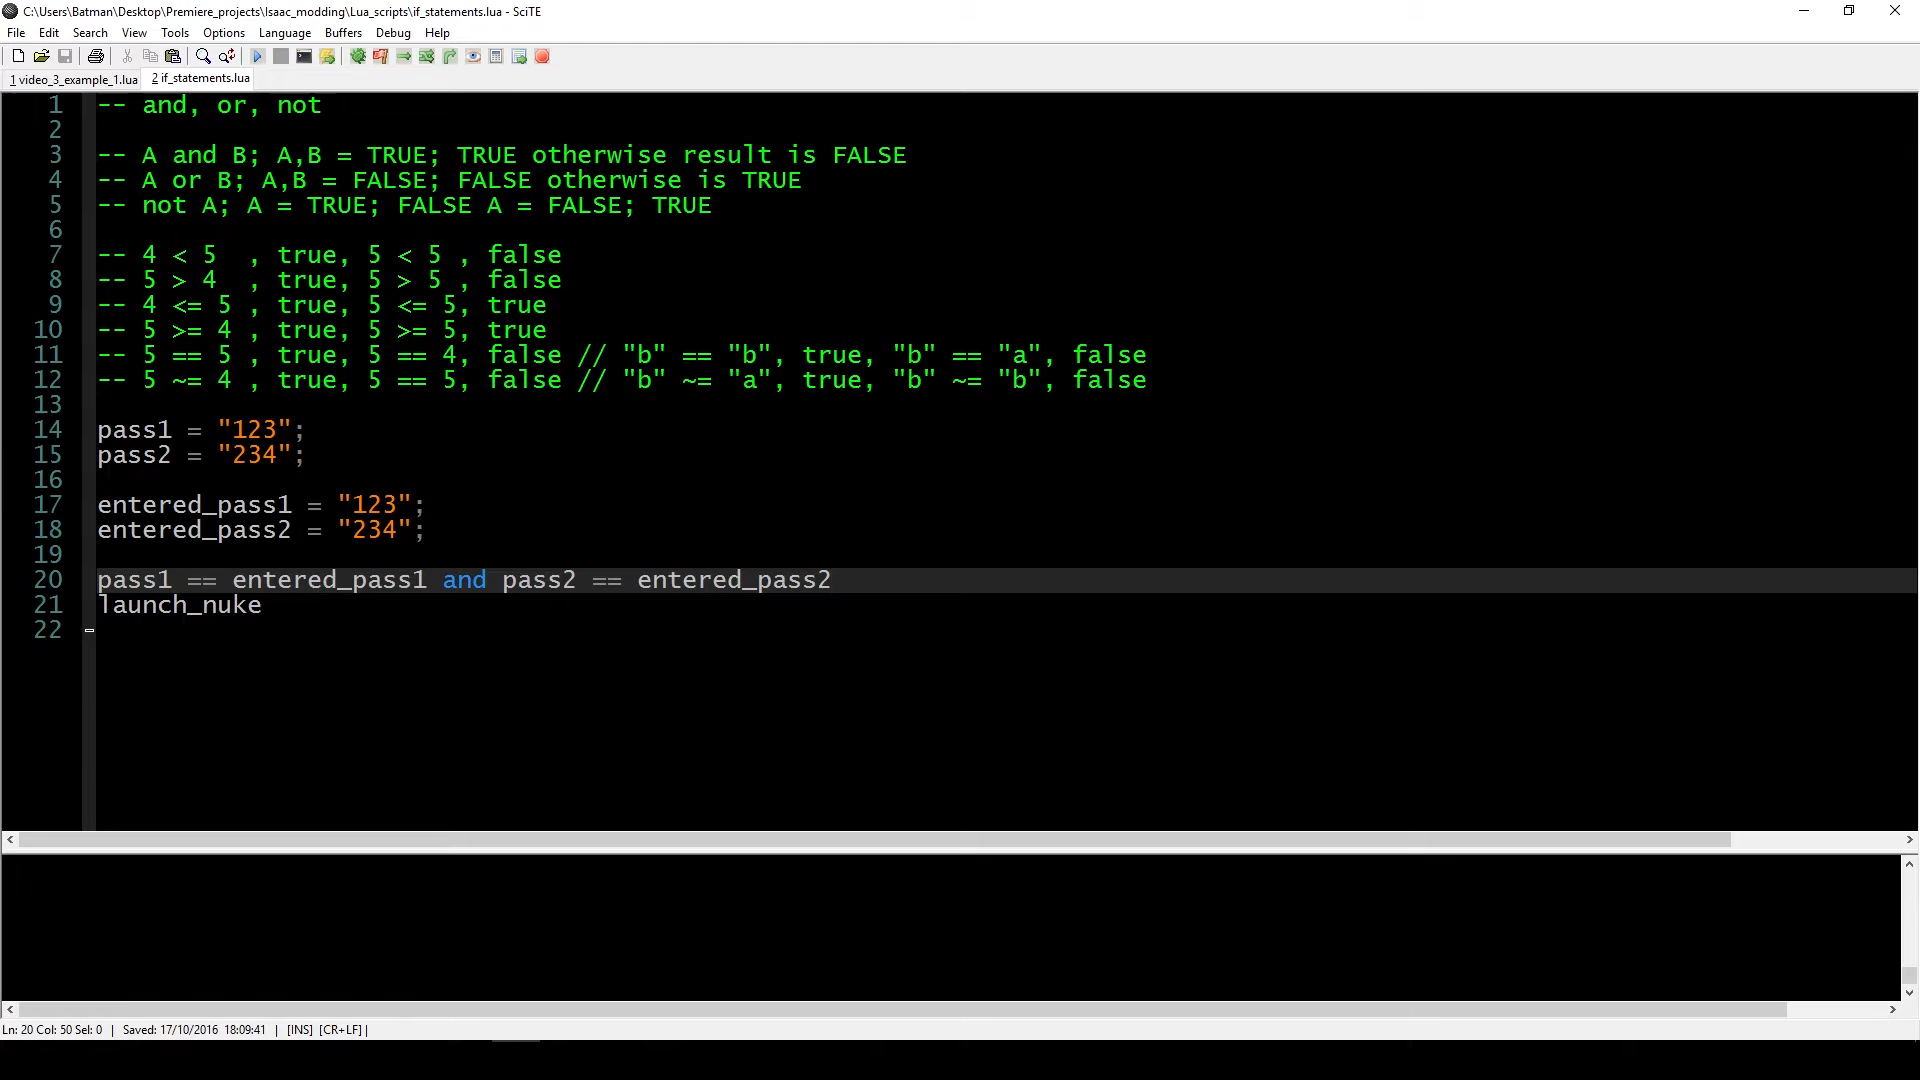 C:\Users\Batman\Desktop\Premiere_projects\Isaac_modding\Lua_scripts\if_statements.lua - SciTE
File Edit Search View Tools Options Language Buffers Debug Help
1 video_3_example_1.lua 2 if_statements.lua
1 -- and, or, not
2
3 -- A and B; A,B = TRUE; TRUE otherwise result is FALSE
4 -- A or B; A,B = FALSE; FALSE otherwise is TRUE
5 -- not A; A = TRUE; FALSE A = FALSE; TRUE
6
7 -- 4 < 5  , true, 5 < 5 , false
8 -- 5 > 4  , true, 5 > 5 , false
9 -- 4 <= 5 , true, 5 <= 5, true
10 -- 5 >= 4 , true, 5 >= 5, true
11 -- 5 == 5 , true, 5 == 4, false // "b" == "b", true, "b" == "a", false
12 -- 5 ~= 4 , true, 5 == 5, false // "b" ~= "a", true, "b" ~= "b", false
13
14 pass1 = "123";
15 pass2 = "234";
16
17 entered_pass1 = "123";
18 entered_pass2 = "234";
19
20 pass1 == entered_pass1 and pass2 == entered_pass2
21 launch_nuke
22
Ln: 20 Col: 50 Sel: 0 | Saved: 17/10/2016 18:09:41 | [INS] [CR+LF] |